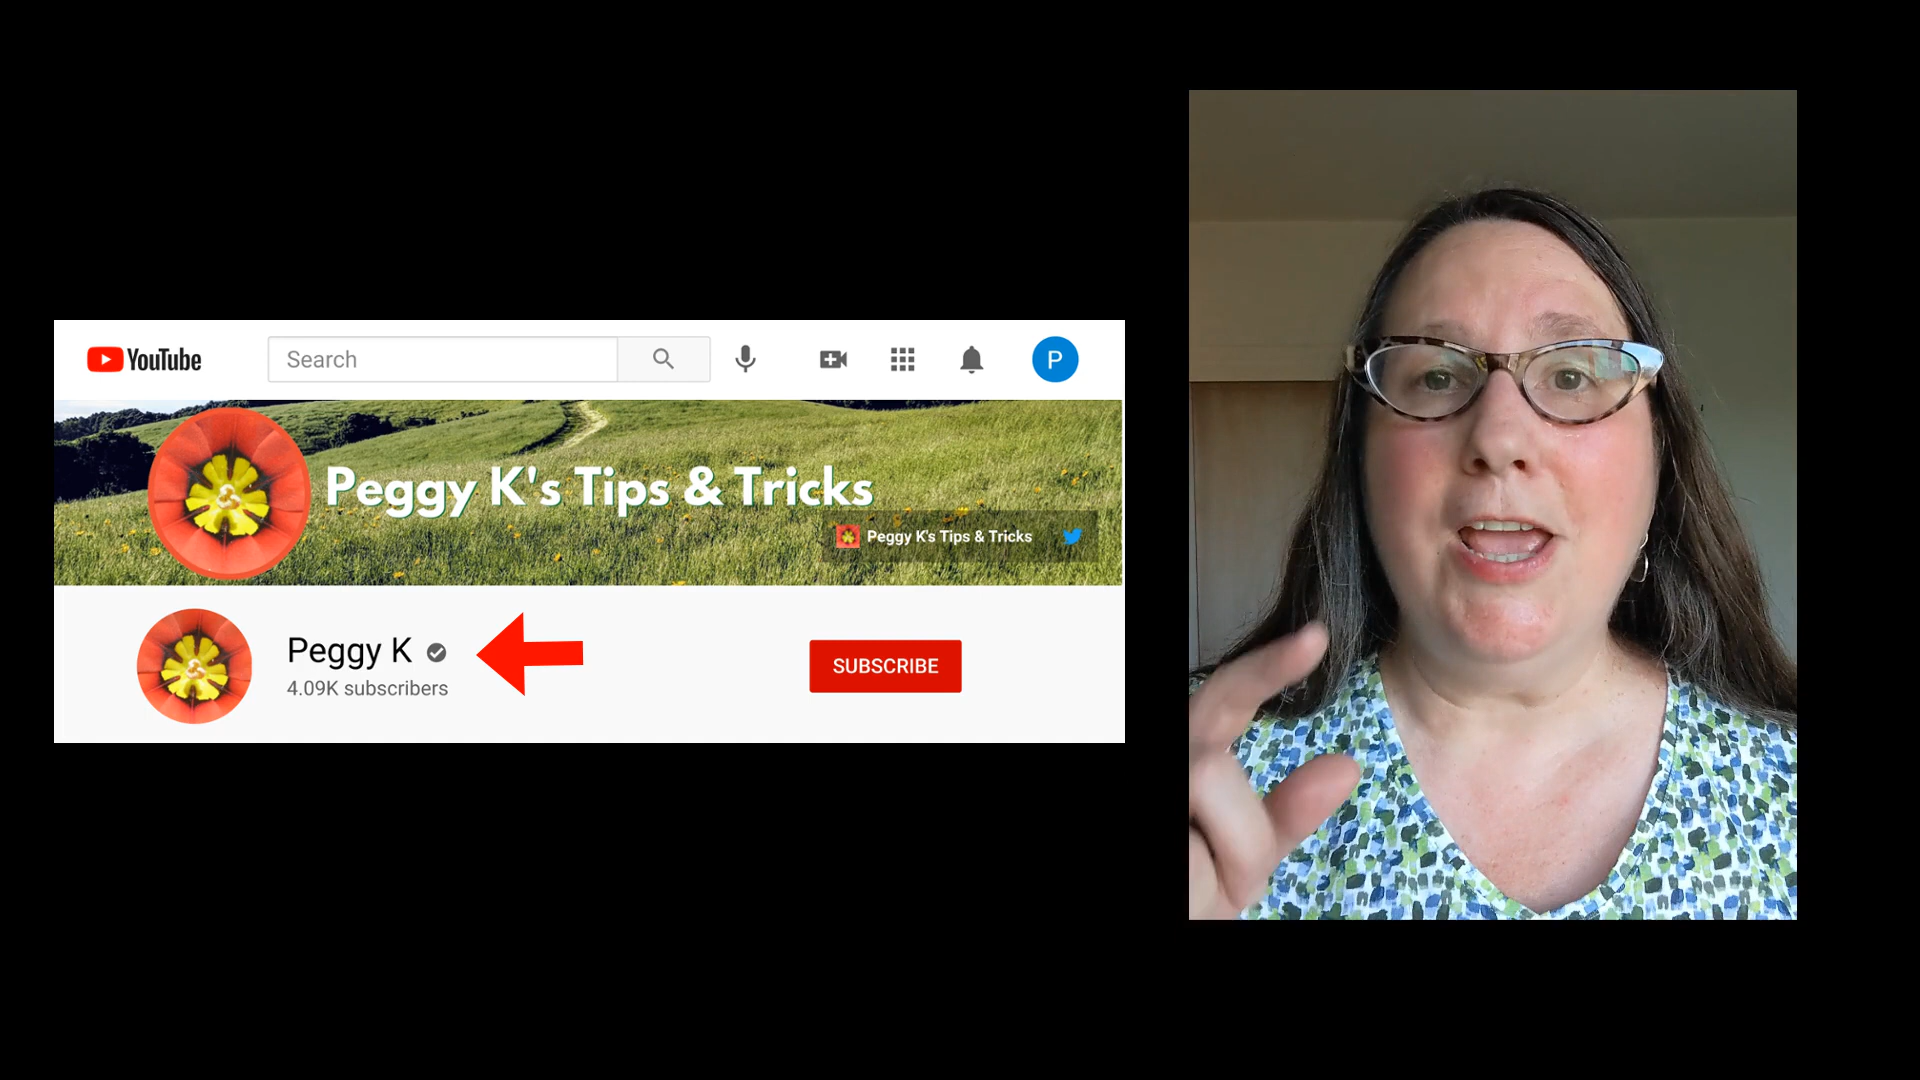 YouTube
Search
P
Peggy K's Tips & Tricks
Peggy K's Tips & Tricks
Peggy K
4.09K subscribers
SUBSCRIBE